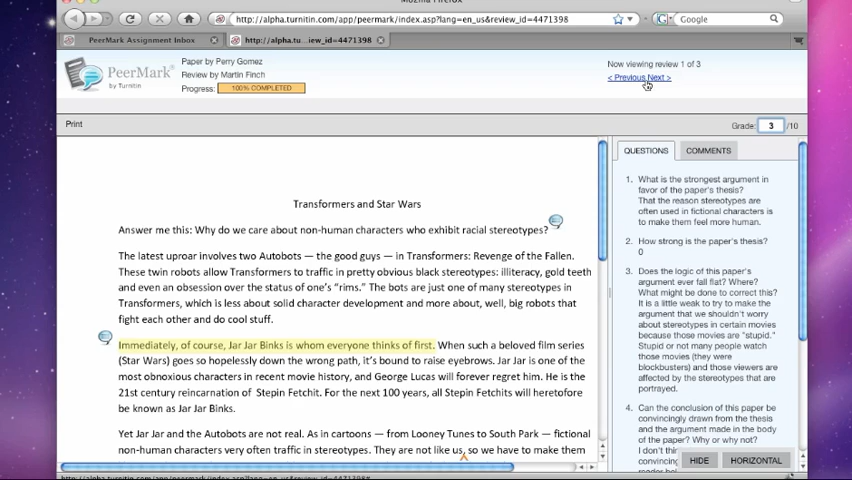 Mozilla Firefox
http://alpha.turnitin.com/app/peermark/index.asp?lang=en_us&review_id=4471398
Google
PeerMark Assignment Inbox
http://alpha.tu...iew_id=4471398
PeerMark®
by Turnitin
Paper by Perry Gomez
Review by Martin Finch
Progress: 100% COMPLETED
Now viewing review 1 of 3
< Previous Next >
Print
Grade: 3 /10
QUESTIONS
COMMENTS
Transformers and Star Wars
Answer me this: Why do we care about non-human characters who exhibit racial stereotypes?
The latest uproar involves two Autobots — the good guys — in Transformers: Revenge of the Fallen.
These twin robots allow Transformers to traffic in pretty obvious black stereotypes: illiteracy, gold teeth
and even an obsession over the status of one's "rims." The bots are just one of many stereotypes in
Transformers, which is less about solid character development and more about, well, big robots that
fight each other and do cool stuff.
Immediately, of course, Jar Jar Binks is whom everyone thinks of first. When such a beloved film series
(Star Wars) goes so hopelessly down the wrong path, it's bound to raise eyebrows. Jar Jar is one of the
most obnoxious characters in recent movie history, and George Lucas will forever regret him. He is the
21st century reincarnation of Stepin Fetchit. For the next 100 years, all Stepin Fetchits will heretofore
be known as Jar Jar Binks.
Yet Jar Jar and the Autobots are not real. As in cartoons — from Looney Tunes to South Park — fictional
non-human characters very often traffic in stereotypes. They are not like us, so we have to make them
1. What is the strongest argument in
favor of the paper's thesis?
That the reason stereotypes are
often used in fictional characters is
to make them feel more human.
2. How strong is the paper's thesis?
0
3. Does the logic of this paper's
argument ever fall flat? Where?
What might be done to correct this?
It is a little weak to try to make the
argument that we shouldn't worry
about stereotypes in certain movies
because those movies are "stupid."
Stupid or not many people watch
those movies (they were
blockbusters) and those viewers are
affected by the stereotypes that are
portrayed.
4. Can the conclusion of this paper be
convincingly drawn from the thesis
and the argument made in the body
of the paper? Why or why not?
I don't thin
convincing
HIDE
HORIZONTAL